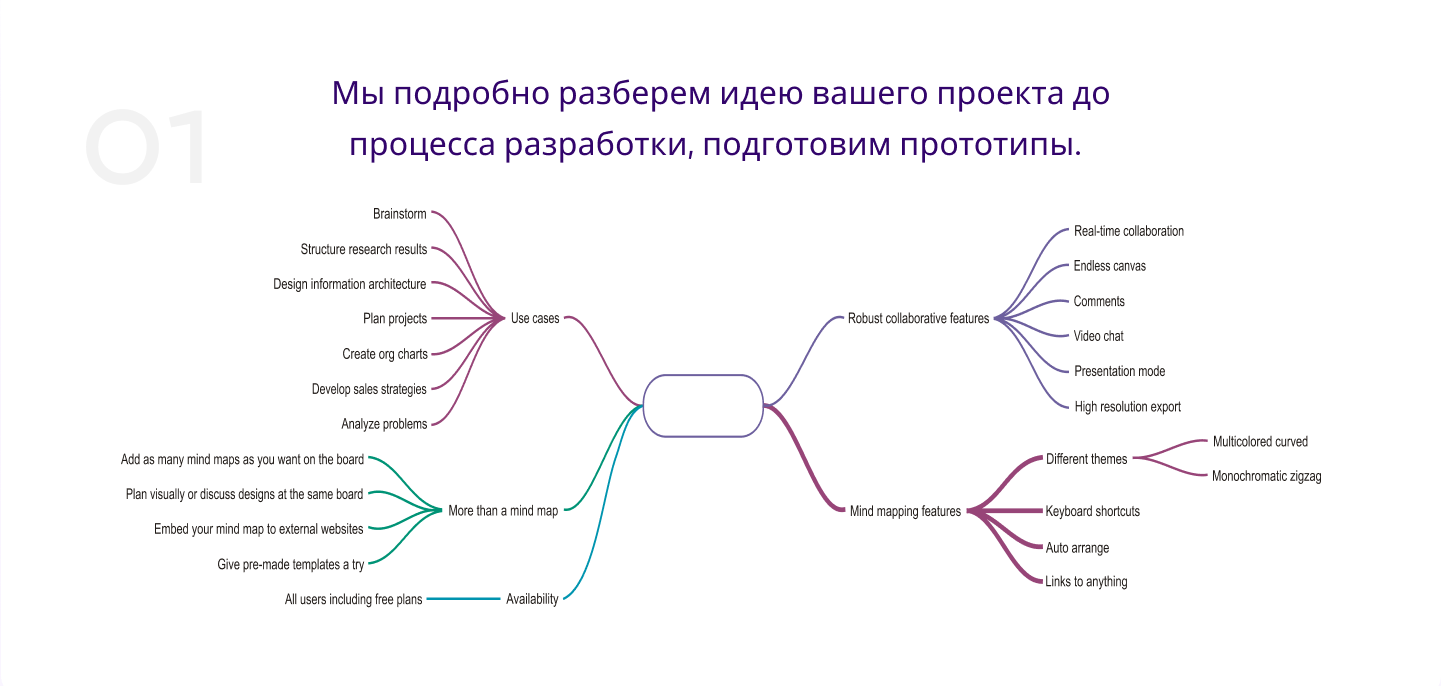 01
Мы подробно разберем идею вашего проекта до
процесса разработки, подготовим прототипы.
Brainstorm
Structure research results
Design information architecture
Plan projects
Create org charts
Develop sales strategies
Analyze problems
Use cases
Add as many mind maps as you want on the board
Plan visually or discuss designs at the same board
Embed your mind map to external websites
Give pre-made templates a try
More than a mind map
All users including free plans
Availability
Robust collaborative features
Real-time collaboration
Endless canvas
Comments
Video chat
Presentation mode
High resolution export
Mind mapping features
Different themes
Multicolored curved
Monochromatic zigzag
Keyboard shortcuts
Auto arrange
Links to anything